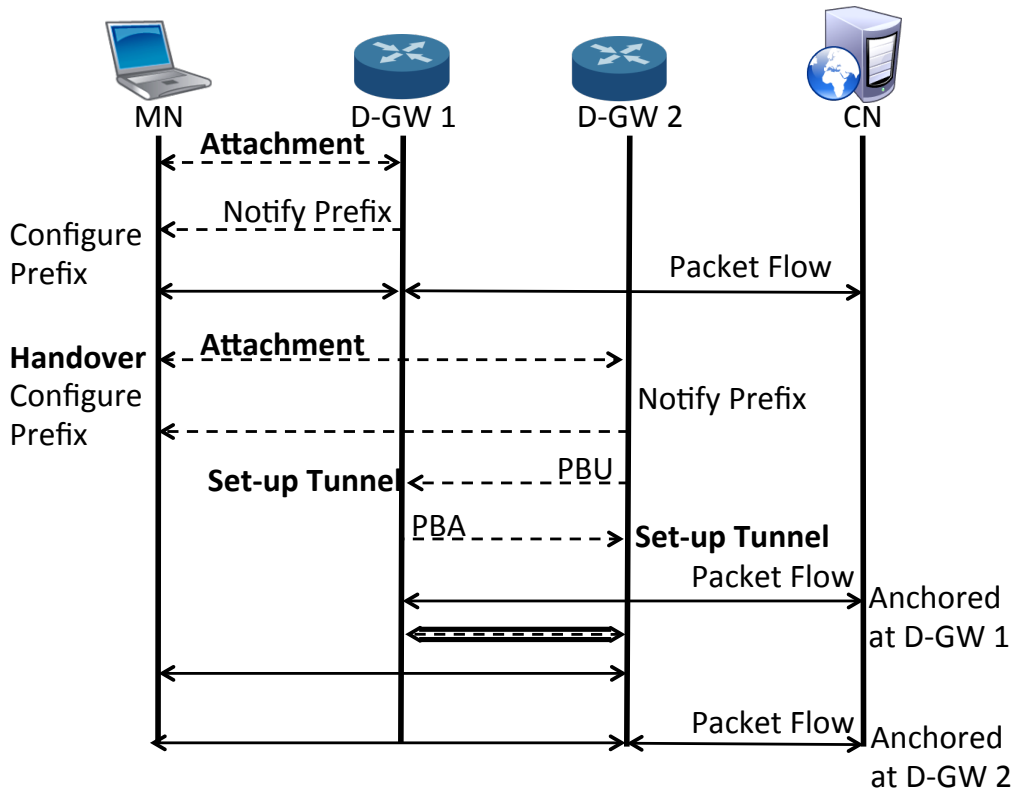 MN
D-GW 1
D-GW 2
CN
Attachment
Notify Prefix
Configure
Prefix
Packet Flow
Handover
Attachment
Configure
Prefix
Notify Prefix
PBU
Set-up Tunnel
PBA
Set-up Tunnel
Packet Flow
Anchored
at D-GW 1
Packet Flow
Anchored
at D-GW 2